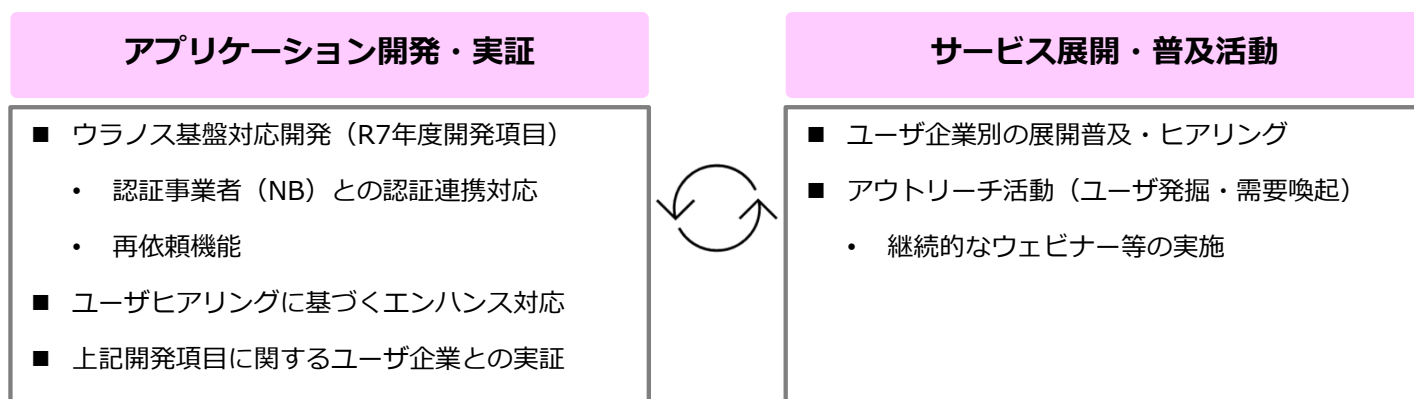 アプリケーション開発・実証
■ ウラノス基盤対応開発（R7年度開発項目）
• 認証事業者（NB）との認証連携対応
• 再依頼機能
■ ユーザヒアリングに基づくエンハンス対応
■ 上記開発項目に関するユーザ企業との実証
サービス展開・普及活動
■ ユーザ企業別の展開普及・ヒアリング
■ アウトリーチ活動（ユーザ発掘・需要喚起）
• 継続的なウェビナー等の実施